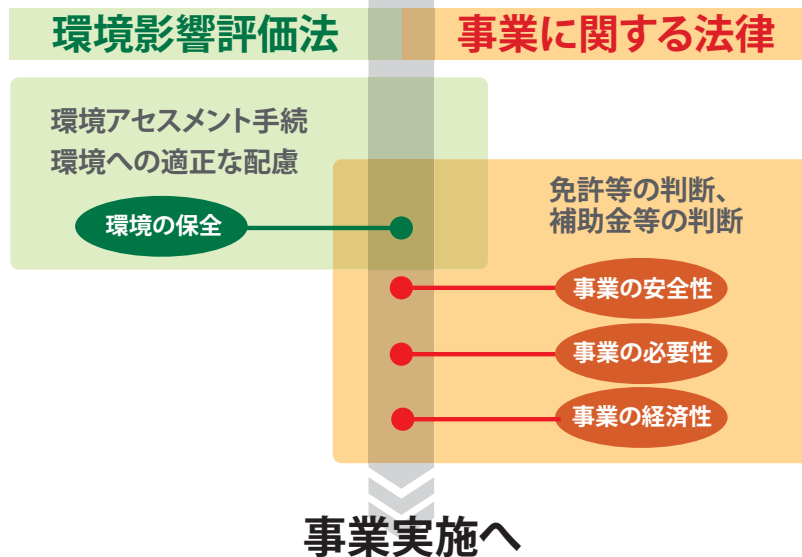 環境影響評価法
事業に関する法律
環境アセスメント手続
環境への適正な配慮
環境の保全
免許等の判断、
補助金等の判断
事業の安全性
事業の必要性
事業の経済性
事業実施へ